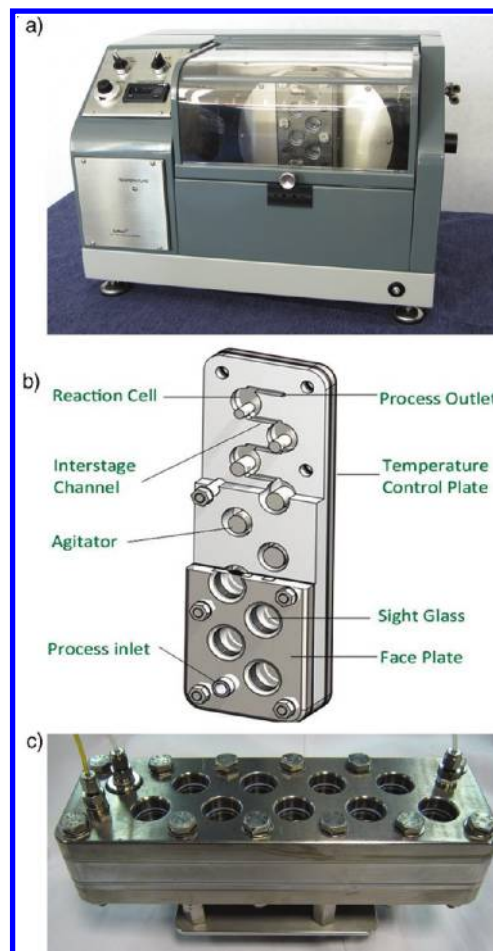 a)
b)
Reaction Cell
Process Outlet
Interstage
Channel
Temperature
Control Plate
Agitator
Sight Glass
Process inlet
Face Plate
c)